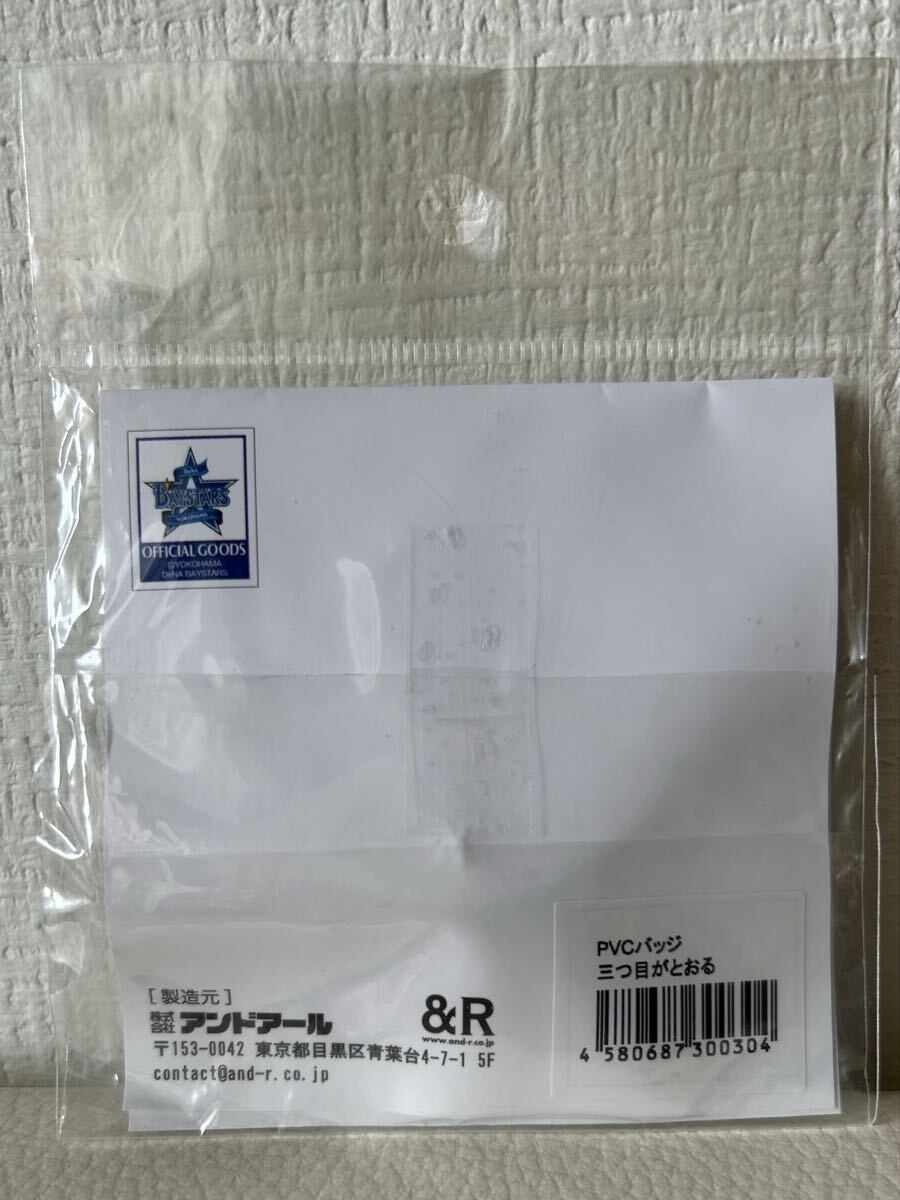 DeNA
BAYSTARS
YOKOHAMA
OFFICIAL GOODS
©YOKOHAMA
DeNA BAYSTARS
PVCバッジ
三つ目がとおる
4 580687 300304
[製造元]
株式会社 アンドアール
&R
www.and-r.co.jp
〒153-0042 東京都目黒区青葉台4-7-1 5F
contact@and-r.co.jp